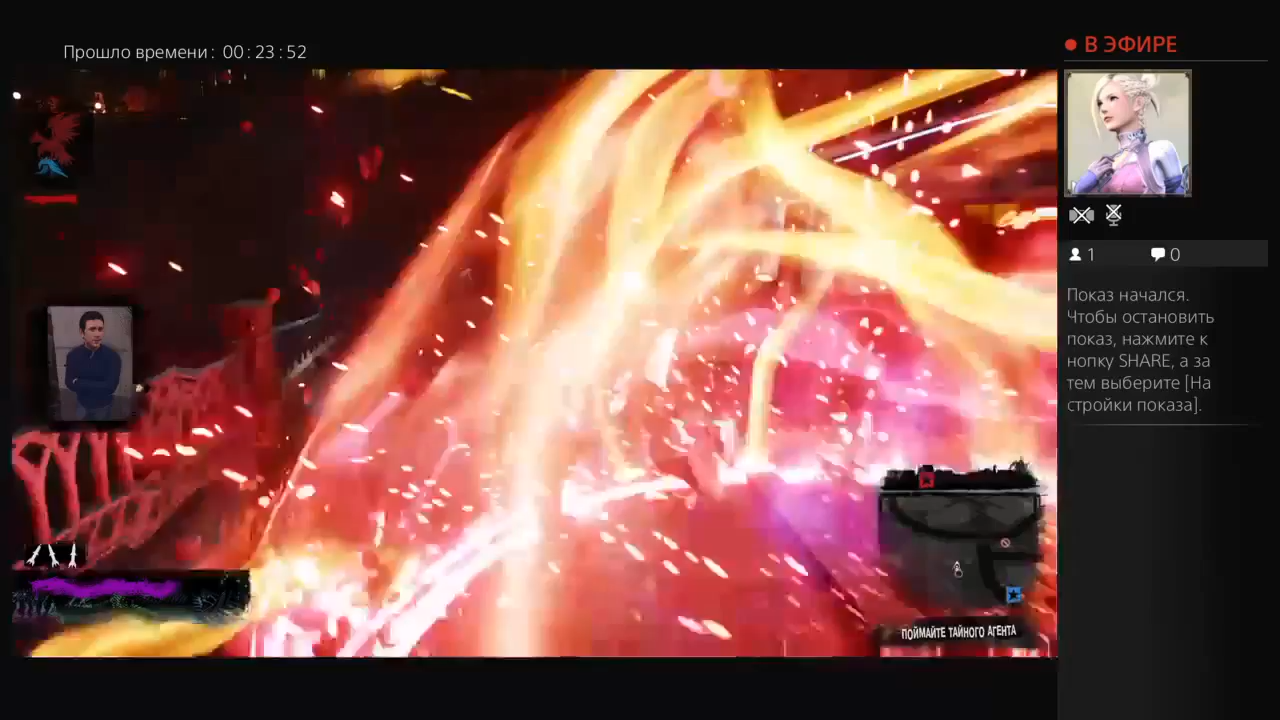 Прошло времени: 00:23:52
В ЭФИРЕ
1 0
Показ начался.
Чтобы остановить
показ, нажмите к
нопку SHARE, а за
тем выберите [На
стройки показа].
ПОЙМАЙТЕ ТАЙНОГО АГЕНТА